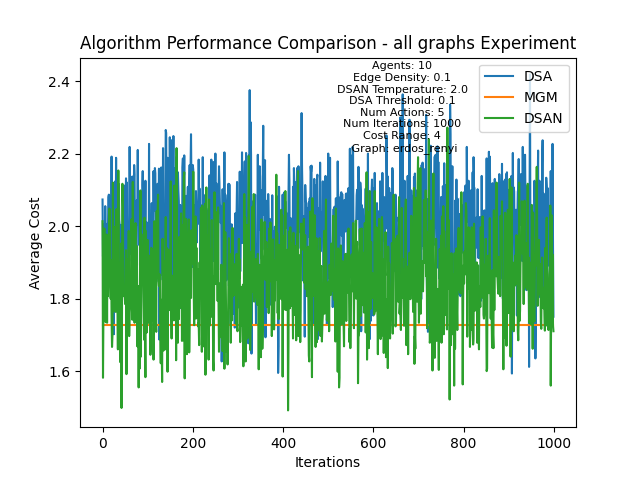 Algorithm Performance Comparison - all graphs Experiment
Agents: 10
Edge Density: 0.1
DSAN Temperature: 2.0
DSA Threshold: 0.1
Num Actions: 5
Num Iterations: 1000
Cost Range: 4
Graph: erdos_renyi
DSA
MGM
DSAN
2.4
2.2
2.0
1.8
1.6
Average Cost
0 200 400 600 800 1000
Iterations